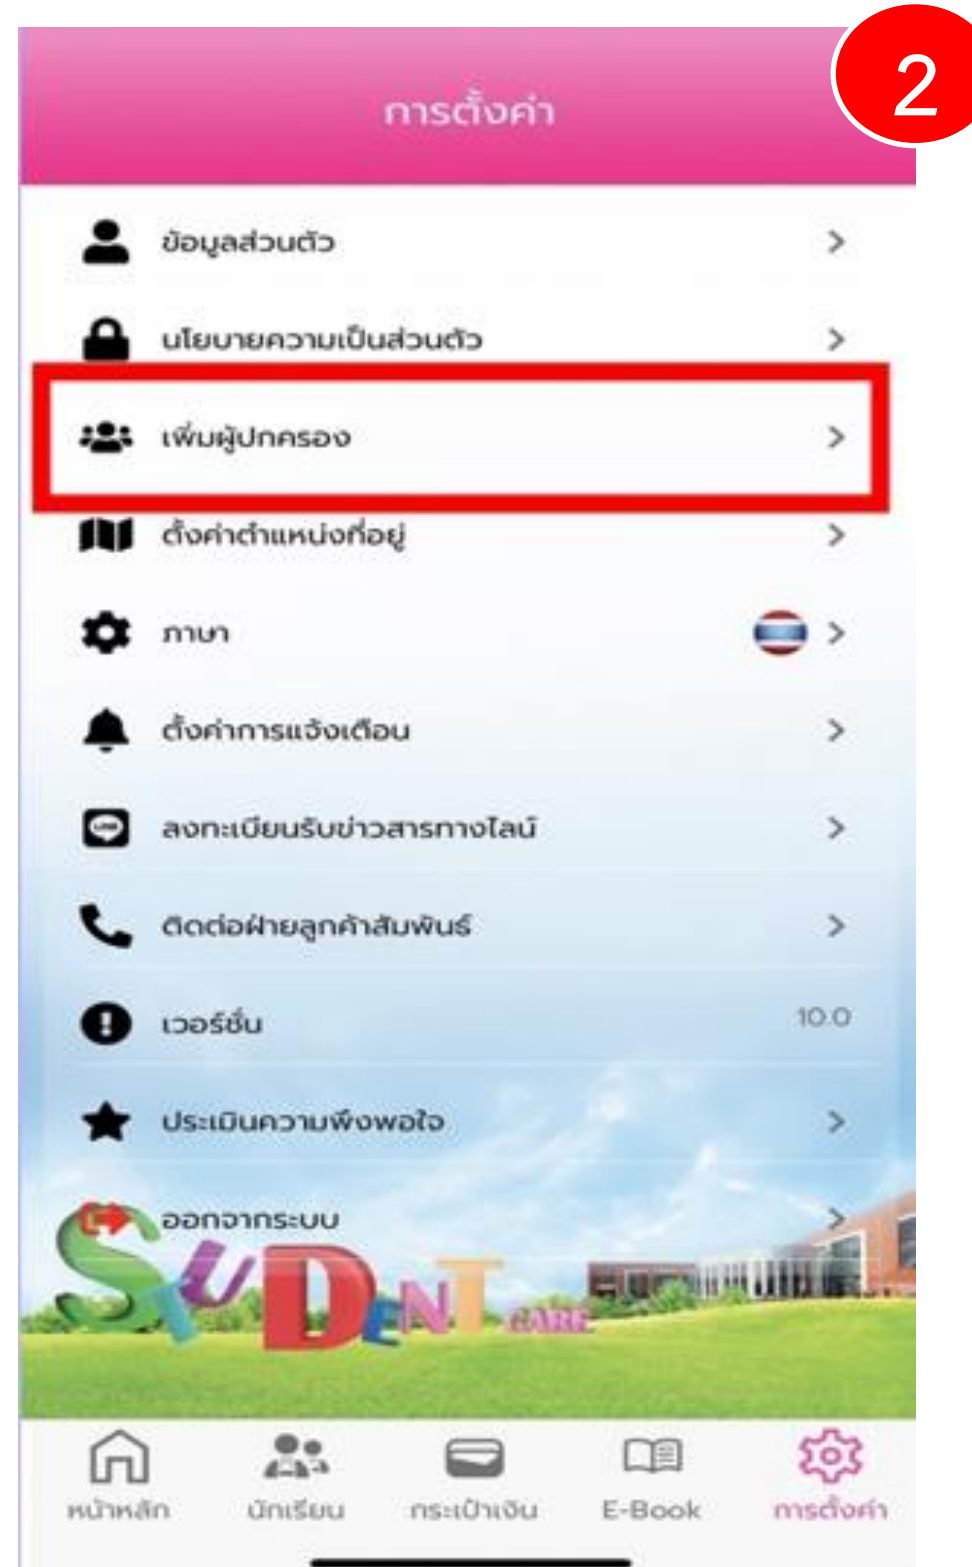 2
การตั้งค่า
ข้อมูลส่วนตัว
นโยบายความเป็นส่วนตัว
เพิ่มผู้ปกครอง
ตั้งค่าตำแหน่งที่อยู่
ภาษา
ตั้งค่าการแจ้งเตือน
ลงทะเบียนรับข่าวสารทางไลน์
ติดต่อฝ่ายลูกค้าสัมพันธ์
เวอร์ชั่น 10.0
ประเมินความพึงพอใจ
ออกจากระบบ
STUDENT CARE
หน้าหลัก นักเรียน กระเป๋าเงิน E-Book การตั้งค่า